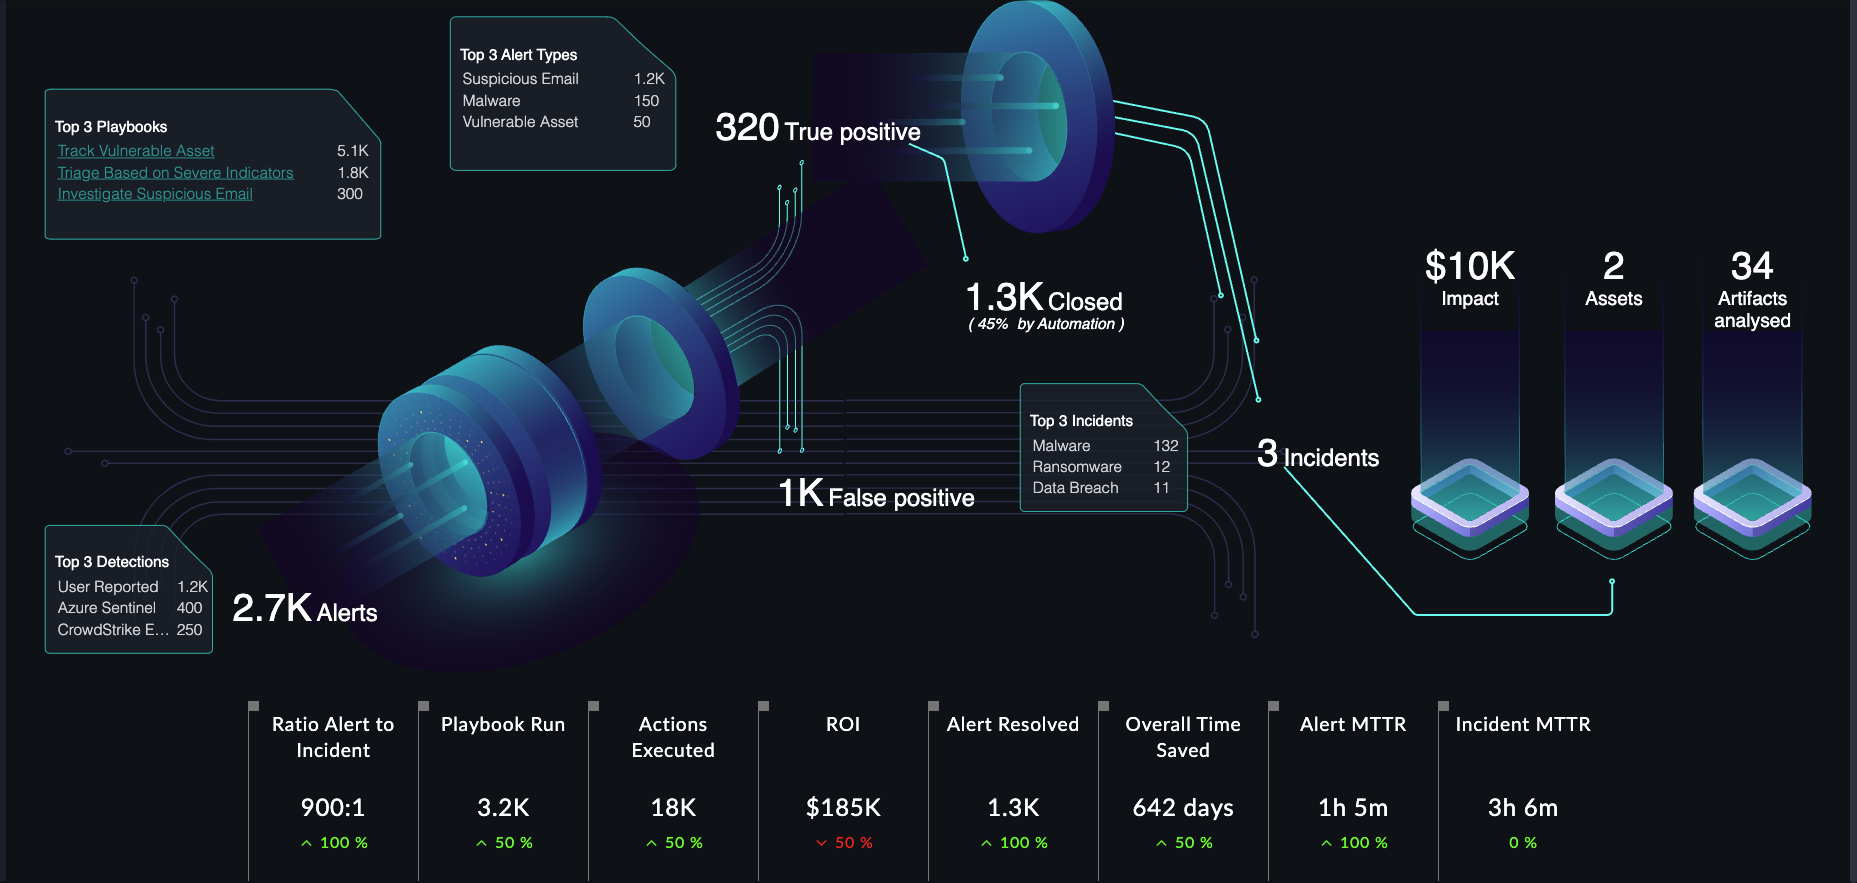 Top 3 Alert Types
Suspicious Email 1.2K
Malware 150
Vulnerable Asset 50
Top 3 Playbooks
Track Vulnerable Asset 5.1K
Triage Based on Severe Indicators 1.8K
Investigate Suspicious Email 300
320 True positive
1.3K Closed
( 45% by Automation )
$10K
Impact
2
Assets
34
Artifacts
analysed
Top 3 Incidents
Malware 132
Ransomware 12
Data Breach 11
3 Incidents
1K False positive
Top 3 Detections
User Reported 1.2K
Azure Sentinel 400
CrowdStrike E... 250
2.7K Alerts
Ratio Alert to
Incident
900:1
100 %
Playbook Run
3.2K
50 %
Actions
Executed
18K
50 %
ROI
$185K
50 %
Alert Resolved
1.3K
100 %
Overall Time
Saved
642 days
50 %
Alert MTTR
1h 5m
100 %
Incident MTTR
3h 6m
0 %